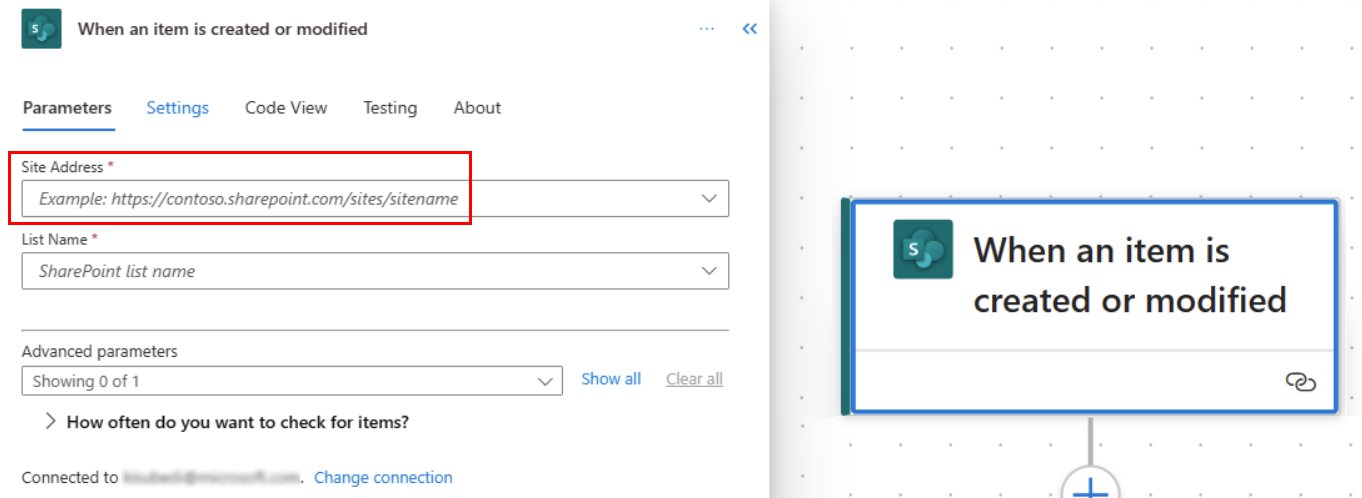 When an item is created or modified
Parameters Settings Code View Testing About
Site Address *
Example: https://contoso.sharepoint.com/sites/sitename
List Name *
SharePoint list name
Advanced parameters
Showing 0 of 1
Show all
Clear all
How often do you want to check for items?
Connected to . Change connection
S
When an item is
created or modified